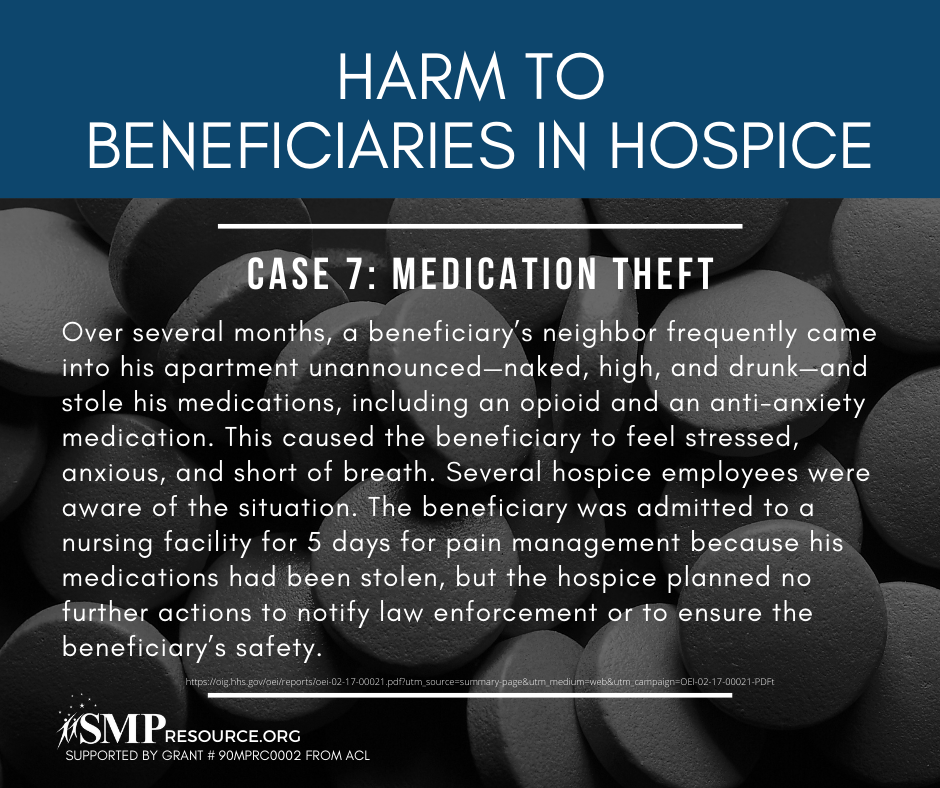 HARM TO
BENEFICIARIES IN HOSPICE
CASE 7: MEDICATION THEFT
Over several months, a beneficiary's neighbor frequently came
into his apartment unannounced—naked, high, and drunk—and
stole his medications, including an opioid and an anti-anxiety
medication. This caused the beneficiary to feel stressed,
anxious, and short of breath. Several hospice employees were
aware of the situation. The beneficiary was admitted to a
nursing facility for 5 days for pain management because his
medications had been stolen, but the hospice planned no
further actions to notify law enforcement or to ensure the
beneficiary's safety.
https://oig.hhs.gov/oei/reports/oei-02-17-00021.pdf?utm_source=summary-page&utm_medium=web&utm_campaign=OEI-02-17-00021-PDFt
SMPRESOURCE.ORG
SUPPORTED BY GRANT # 90MPRC0002 FROM ACL